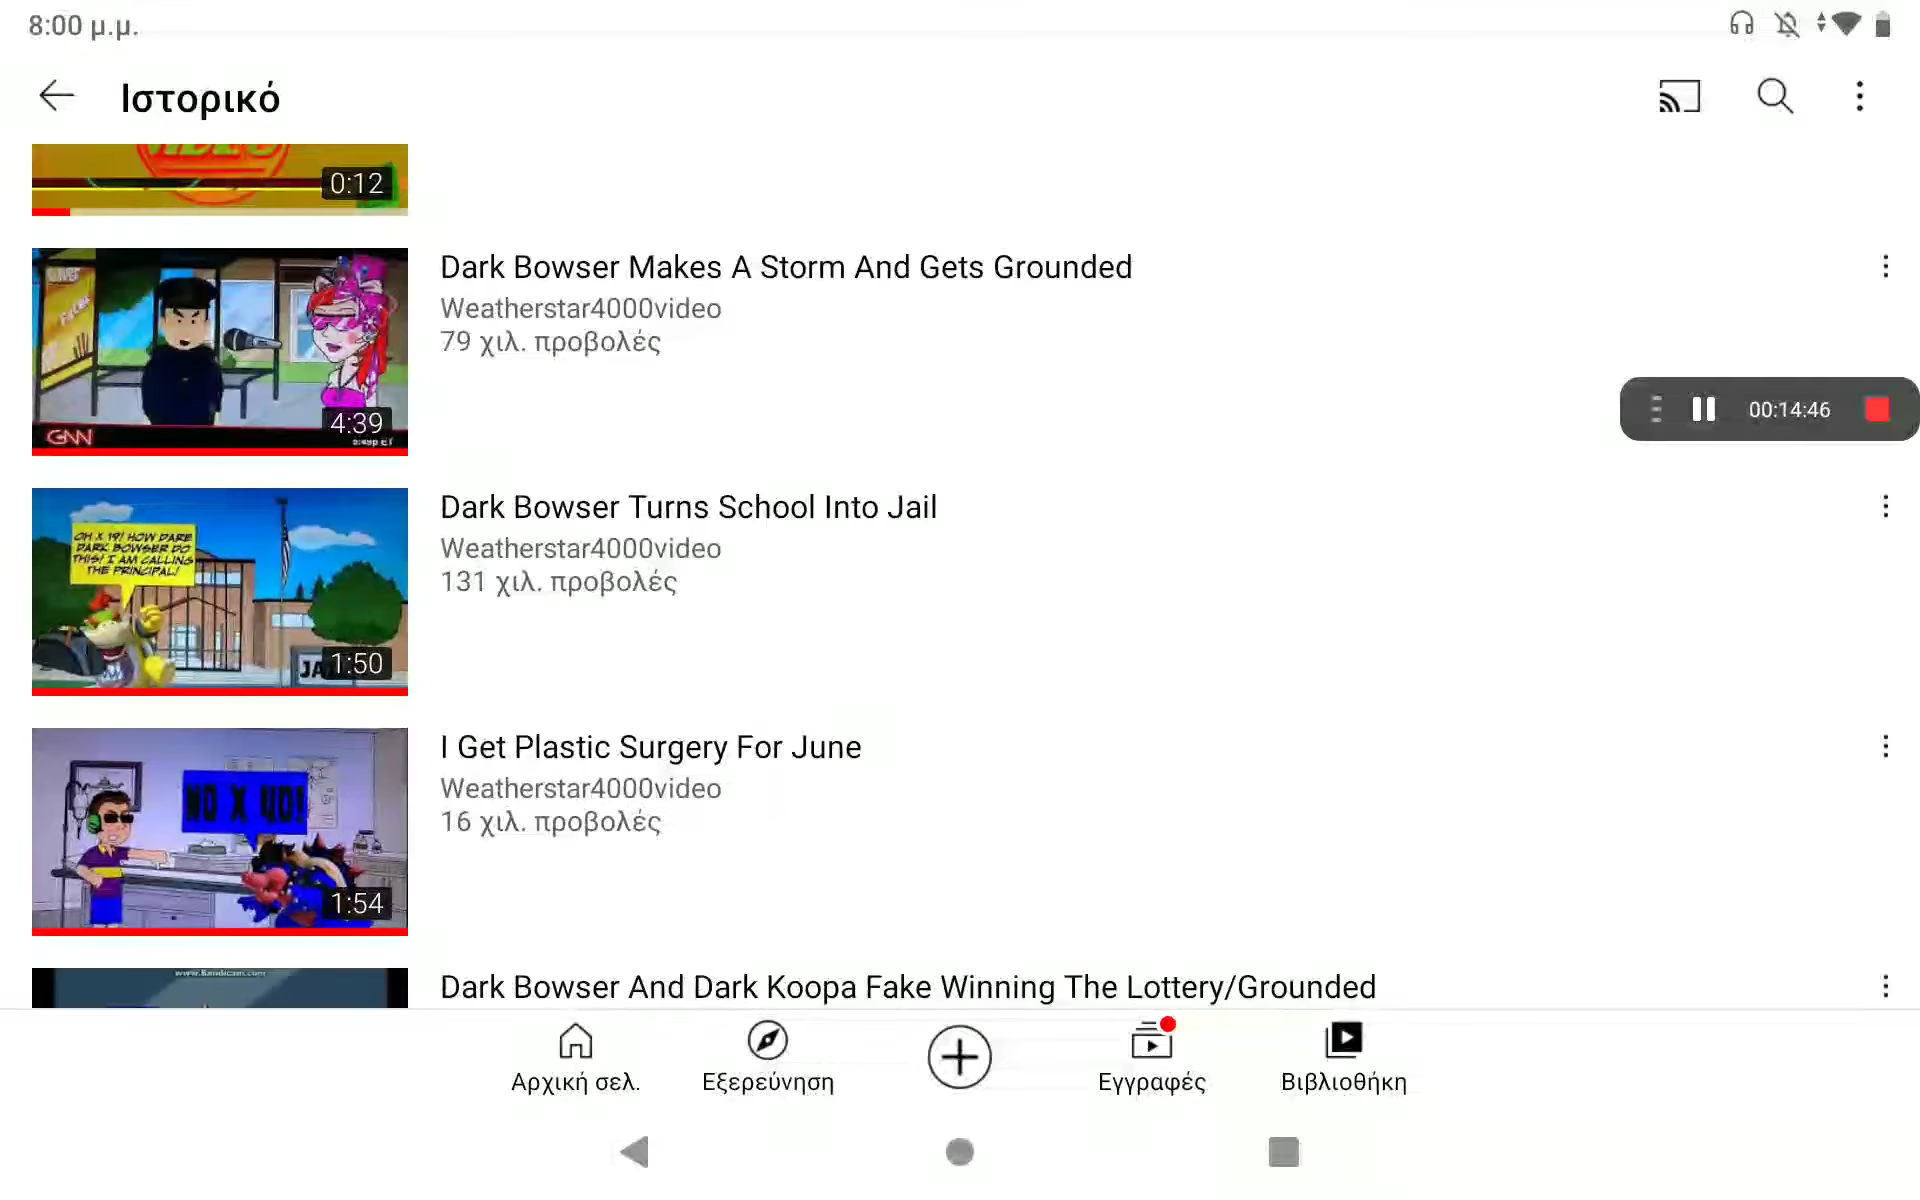 8:00 μ.μ.
Ιστορικό
0:12
Dark Bowser Makes A Storm And Gets Grounded
Weatherstar4000video
79 χιλ. προβολές
4:39
GNN
00:14:46
Dark Bowser Turns School Into Jail
Weatherstar4000video
131 χιλ. προβολές
OH X 19! HOW DARE
DARK BOWSER DO
THIS! I AM CALLING
THE PRINCIPAL!
1:50
I Get Plastic Surgery For June
Weatherstar4000video
16 χιλ. προβολές
NO X 40!
1:54
www.Bandicam.com
Dark Bowser And Dark Koopa Fake Winning The Lottery/Grounded
Αρχική σελ.
Εξερεύνηση
Εγγραφές
Βιβλιοθήκη